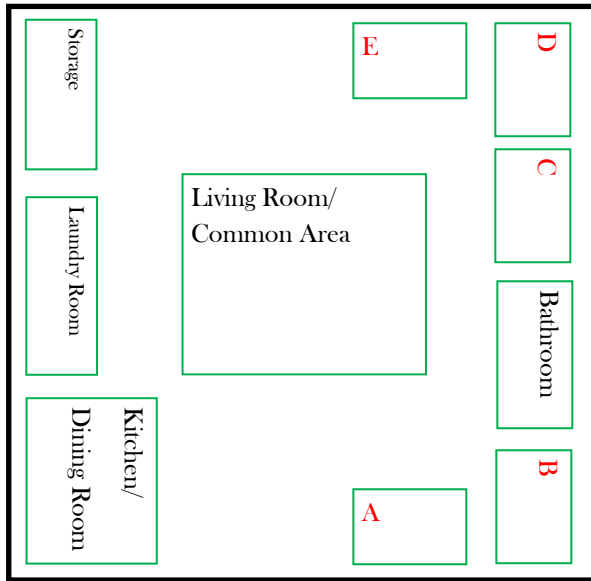 Storage
E
D
C
Living Room/
Common Area
Laundry Room
Bathroom
Kitchen/
Dining Room
A
B